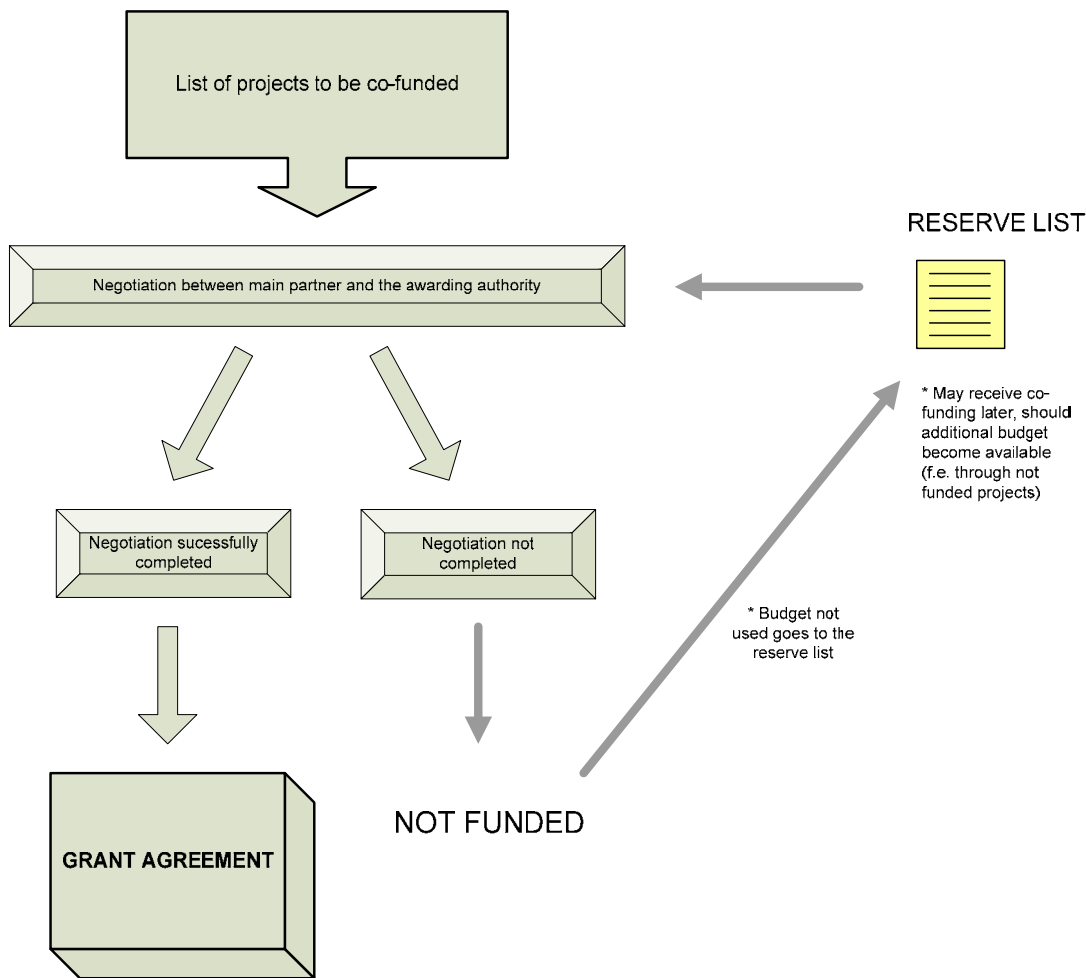 List of projects to be co-funded
RESERVE LIST
Negotiation between main partner and the awarding authority
* May receive co-
funding later, should
additional budget
become available
(f.e. through not
funded projects)
Negotiation sucessfully
completed
Negotiation not
completed
* Budget not
used goes to the
reserve list
NOT FUNDED
GRANT AGREEMENT